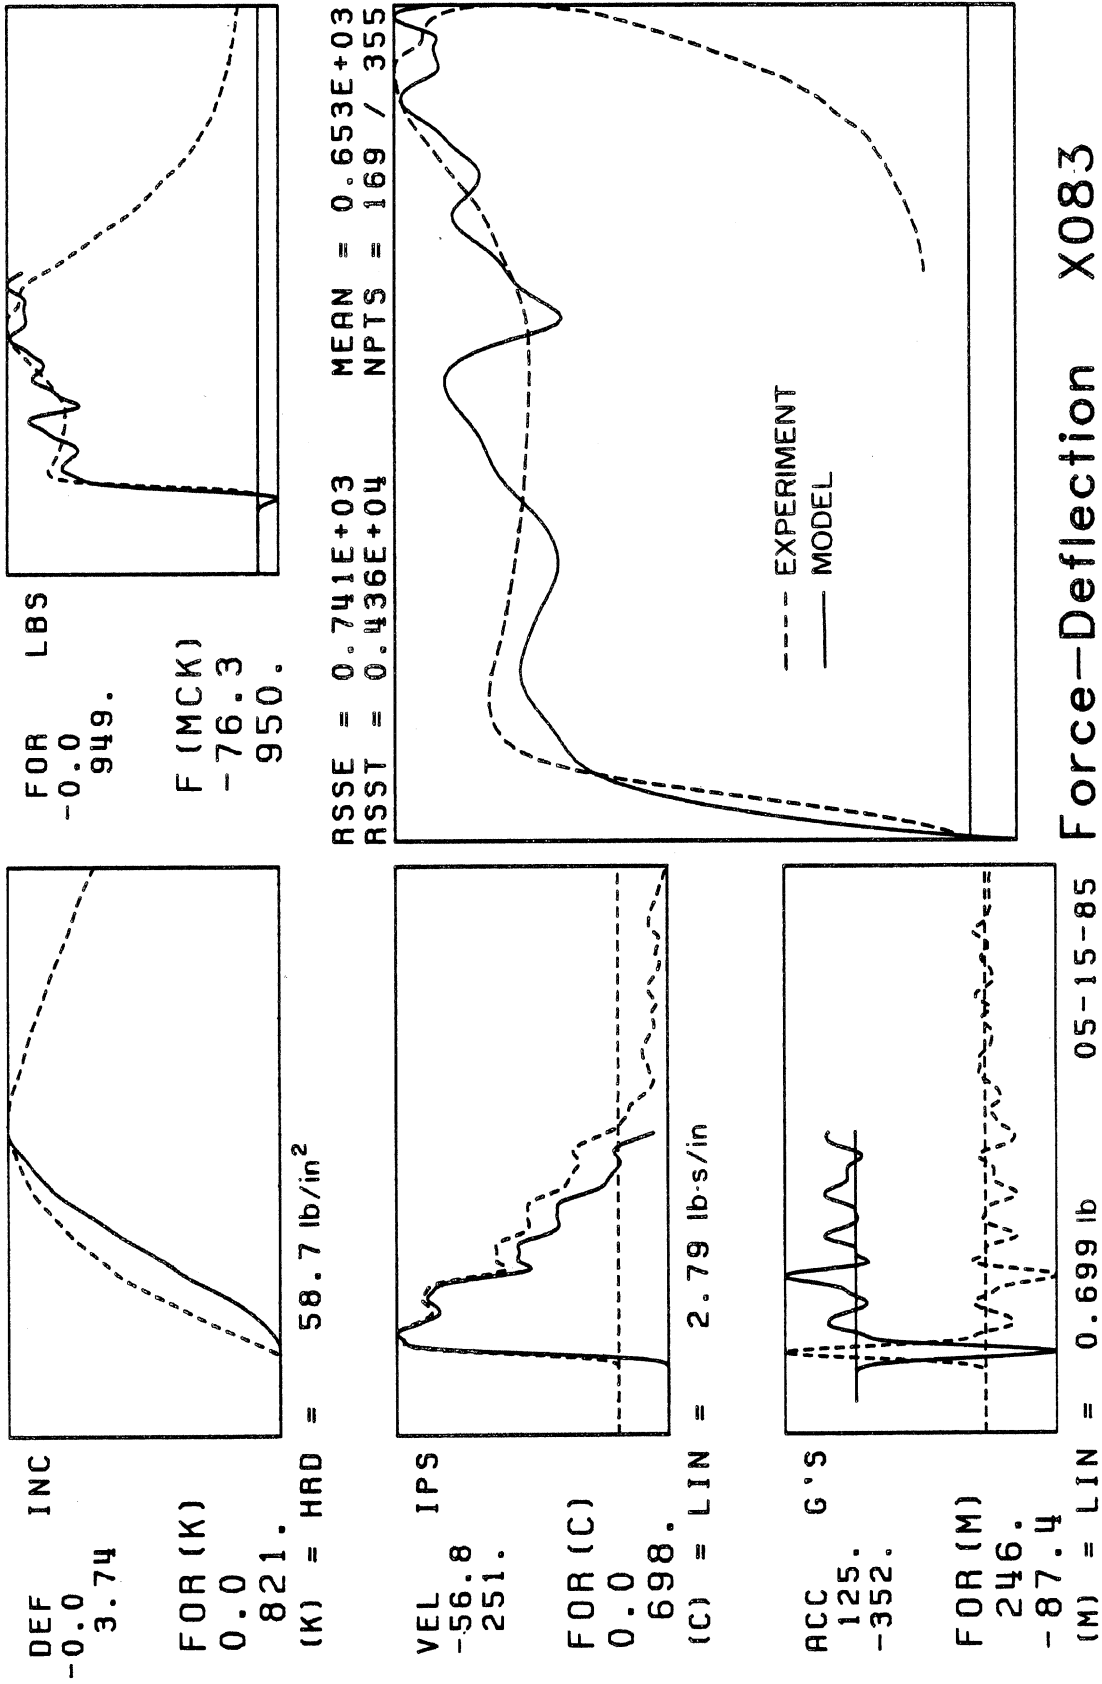 DEF INC
-0.0
3.74
FOR(K)
0.0
821.
(K) = HRD = 58.7 lb/in²
FOR LBS
-0.0
949.
F(MCK)
-76.3
950.
VEL IPS
-56.8
251.
FOR(C)
0.0
698.
(C) = LIN = 2.79 lb·s/in
RSSE = 0.741E+03 MEAN = 0.653E+03
RSST = 0.436E+04 NPTS = 169 / 355
--- EXPERIMENT
— MODEL
ACC G'S
125.
-352.
FOR(M)
246.
-87.4
(M) = LIN = 0.699 lb 05-15-85
Force-Deflection X083